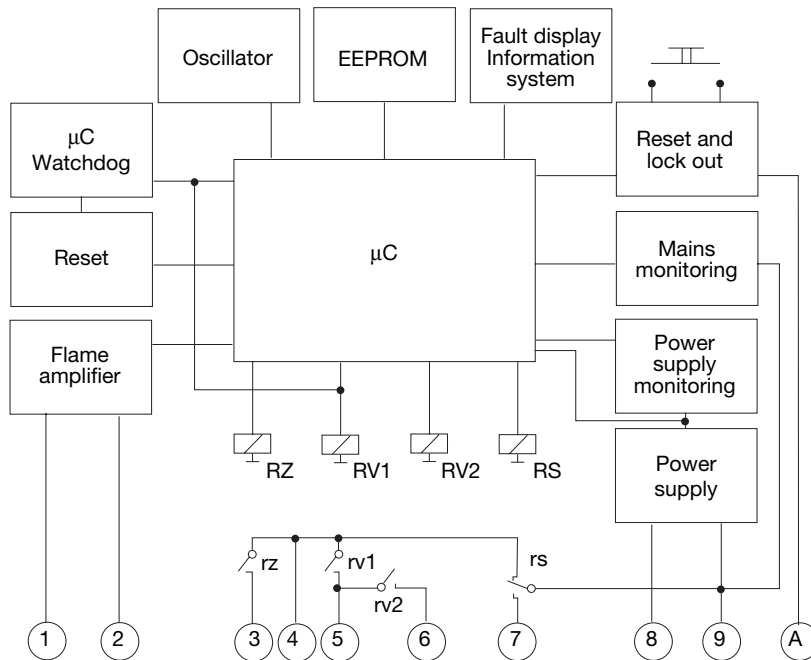 Oscillator
EEPROM
Fault display
Information
system
µC
Watchdog
Reset and
lock out
Reset
µC
Mains
monitoring
Flame
amplifier
Power
supply
monitoring
RZ
RV1
RV2
RS
Power
supply
rz
rv1
rs
rv2
1
2
3
4
5
6
7
8
9
A